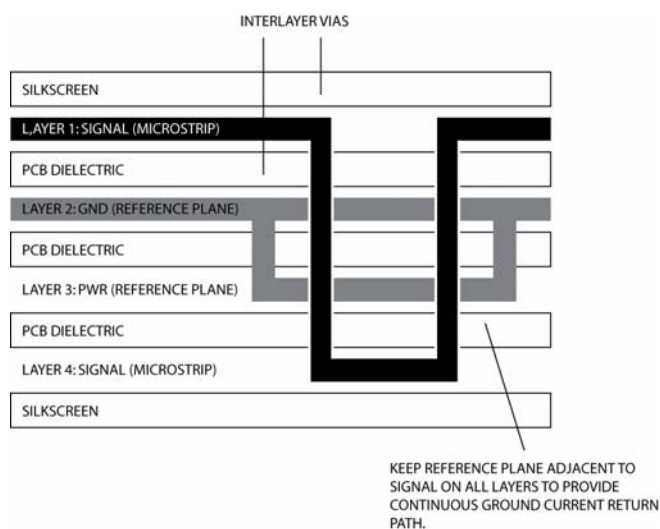 INTERLAYER VIAS
SILKSCREEN
L,AYER 1: SIGNAL (MICROSTRIP)
PCB DIELECTRIC
LAYER 2: GND (REFERENCE PLANE)
PCB DIELECTRIC
LAYER 3: PWR (REFERENCE PLANE)
PCB DIELECTRIC
LAYER 4: SIGNAL (MICROSTRIP)
SILKSCREEN
KEEP REFERENCE PLANE ADJACENT TO
SIGNAL ON ALL LAYERS TO PROVIDE
CONTINUOUS GROUND CURRENT RETURN
PATH.